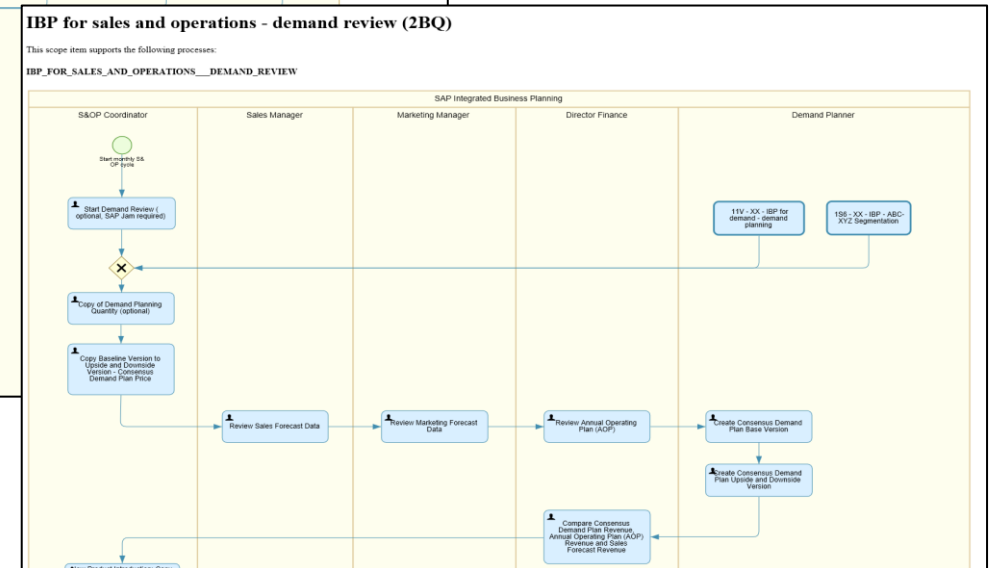 IBP for sales and operations - demand review (2BQ)
This scope item supports the following processes:
IBP_FOR_SALES_AND_OPERATIONS___DEMAND_REVIEW
SAP Integrated Business Planning
S&OP Coordinator
Sales Manager
Marketing Manager
Director Finance
Demand Planner
Start monthly S&
OP cycle
Start Demand Review (
optional, SAP Jam required)
11V - XX - IBP for
demand - demand
planning
1S6 - XX - IBP - ABC-
XYZ Segmentation
Copy of Demand Planning
Quantity (optional)
Copy Baseline Version to
Upside and Downside
Version - Consensus
Demand Plan Price
Review Sales Forecast Data
Review Marketing Forecast
Data
Review Annual Operating
Plan (AOP)
Create Consensus Demand
Plan Base Version
Create Consensus Demand
Plan Upside and Downside
Version
Compare Consensus
Demand Plan Revenue,
Annual Operating Plan (AOP)
Revenue and Sales
Forecast Revenue
New Product Introduction: Copy